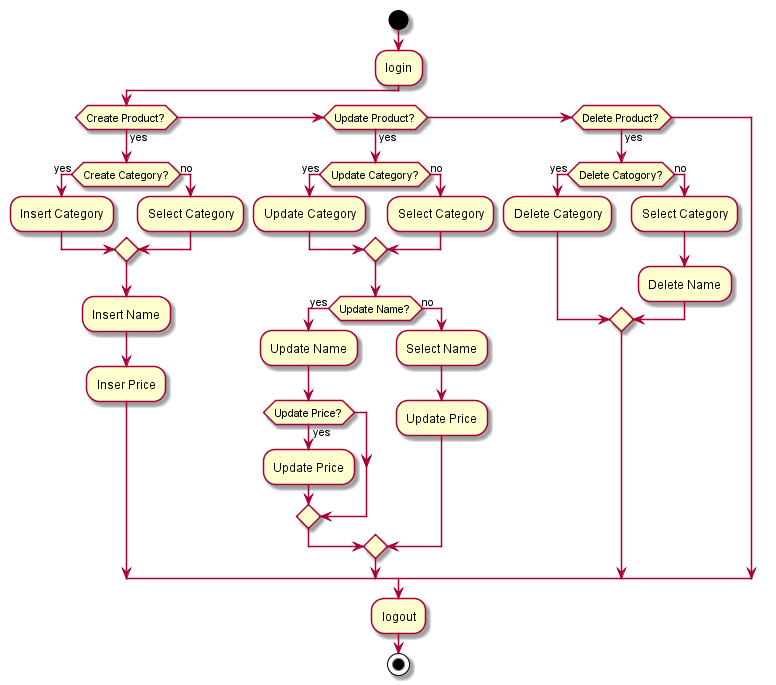 login
Create Product?
Update Product?
Delete Product?
yes
yes
yes
yes
Create Category?
no
yes
Update Category?
no
yes
Delete Catogory?
no
Insert Category
Select Category
Update Category
Select Category
Delete Category
Select Category
Delete Name
Insert Name
yes
Update Name?
no
Update Name
Select Name
Inser Price
Update Price?
Update Price
yes
Update Price
logout